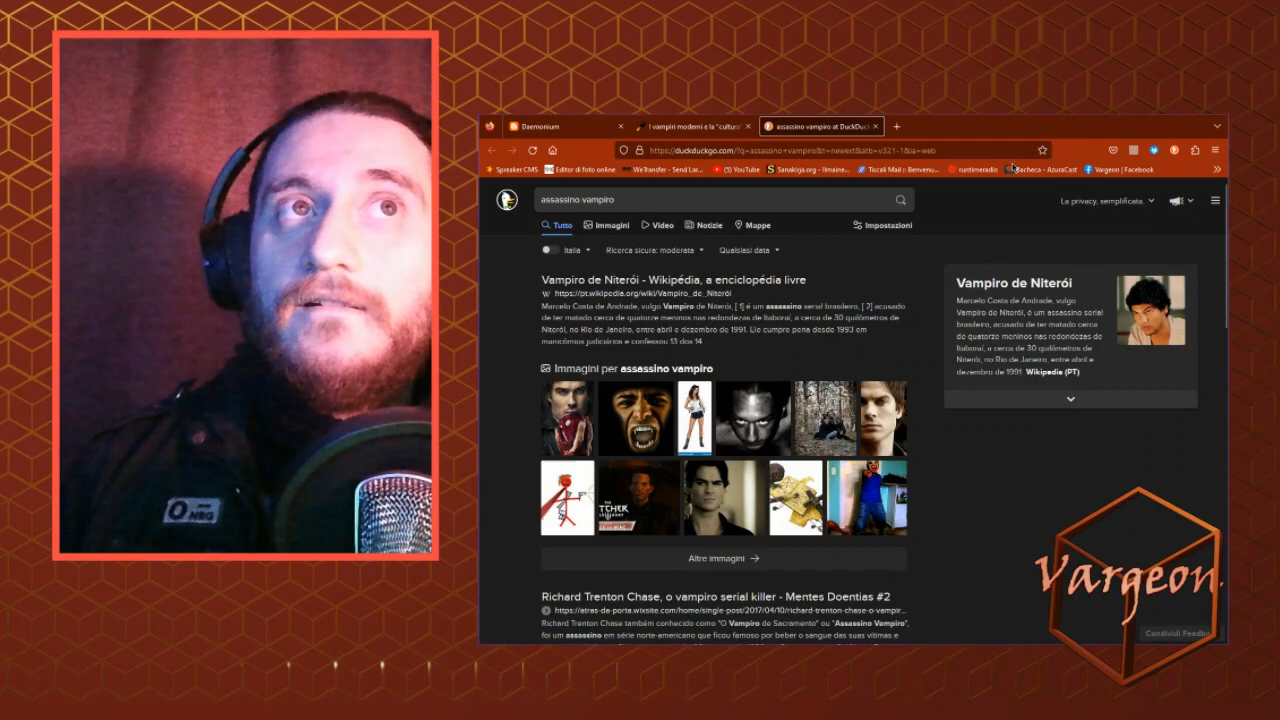 Daemonium
I vampiri moderni e la "cultur
assassino vampiro at DuckDuc
https://duckduckgo.com/?q=assassino+vampiro&t=newext&atb=v321-1&ia=web
Spreaker CMS
Editor di foto online
WeTransfer - Send Lar...
(5) YouTube
Sanakirja.org - Ilmaine...
Tiscali Mail :: Benvenu...
runtimeradio
Bacheca - AzuraCast
Vargeon | Facebook
assassino vampiro
La privacy, semplificata.
Tutto
Immagini
Video
Notizie
Mappe
Impostazioni
Italia
Ricerca sicura: moderata
Qualsiasi data
Vampiro de Niterói - Wikipédia, a enciclopédia livre
W https://pt.wikipedia.org/wiki/Vampiro_de_Niterói
Marcelo Costa de Andrade, vulgo Vampiro de Niterói, [ 1] é um assassino serial brasileiro, [ 2] acusado
de ter matado cerca de quatorze meninos nas redondezas de Itaboraí, a cerca de 30 quilômetros de
Niterói, no Rio de Janeiro, entre abril e dezembro de 1991. Ele cumpre pena desde 1993 em
manicômios judiciários e confessou 13 dos 14
Vampiro de Niterói
Marcelo Costa de Andrade, vulgo
Vampiro de Niterói, é um assassino serial
brasileiro, acusado de ter matado cerca
de quatorze meninos nas redondezas de
Itaboraí, a cerca de 30 quilômetros de
Niterói, no Rio de Janeiro, entre abril e
dezembro de 1991. Wikipedia (PT)
Immagini per assassino vampiro
Altre immagini
Richard Trenton Chase, o vampiro serial killer - Mentes Doentias #2
https://atras-da-porta.wixsite.com/home/single-post/2017/04/10/richard-trenton-chase-o-vampir...
Richard Trenton Chase também conhecido como "O Vampiro de Sacramento" ou "Assassino Vampiro",
foi um assassino em série norte-americano que ficou famoso por beber o sangue das suas vítimas e
Vargeon
Condividi Feedb